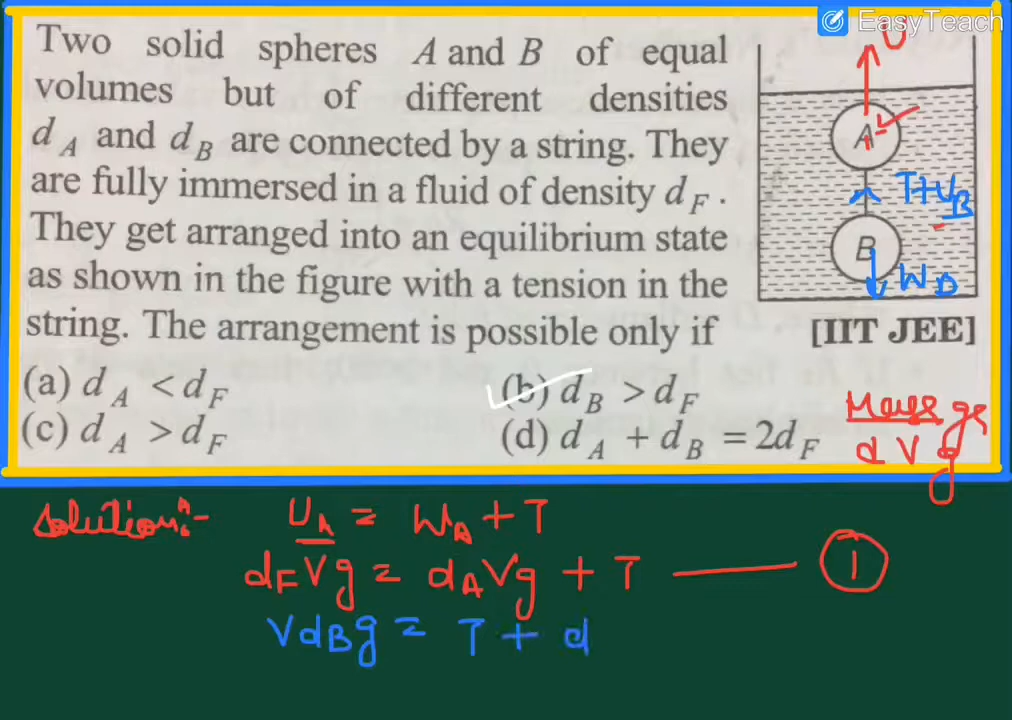 EasyTeach
Two solid spheres A and B of equal
volumes but of different densities
d_A and d_B are connected by a string. They
are fully immersed in a fluid of density d_F .
They get arranged into an equilibrium state
as shown in the figure with a tension in the
string. The arrangement is possible only if [IIT JEE]
(a) d_A < d_F (b) d_B > d_F
(c) d_A > d_F (d) d_A + d_B = 2d_F
U
A
T+U_B
B
W_B
Mass g
d V g
Solution:-
U_A = W_A + T
d_F V g = d_A V g + T —— 1
V d_B g = T + d